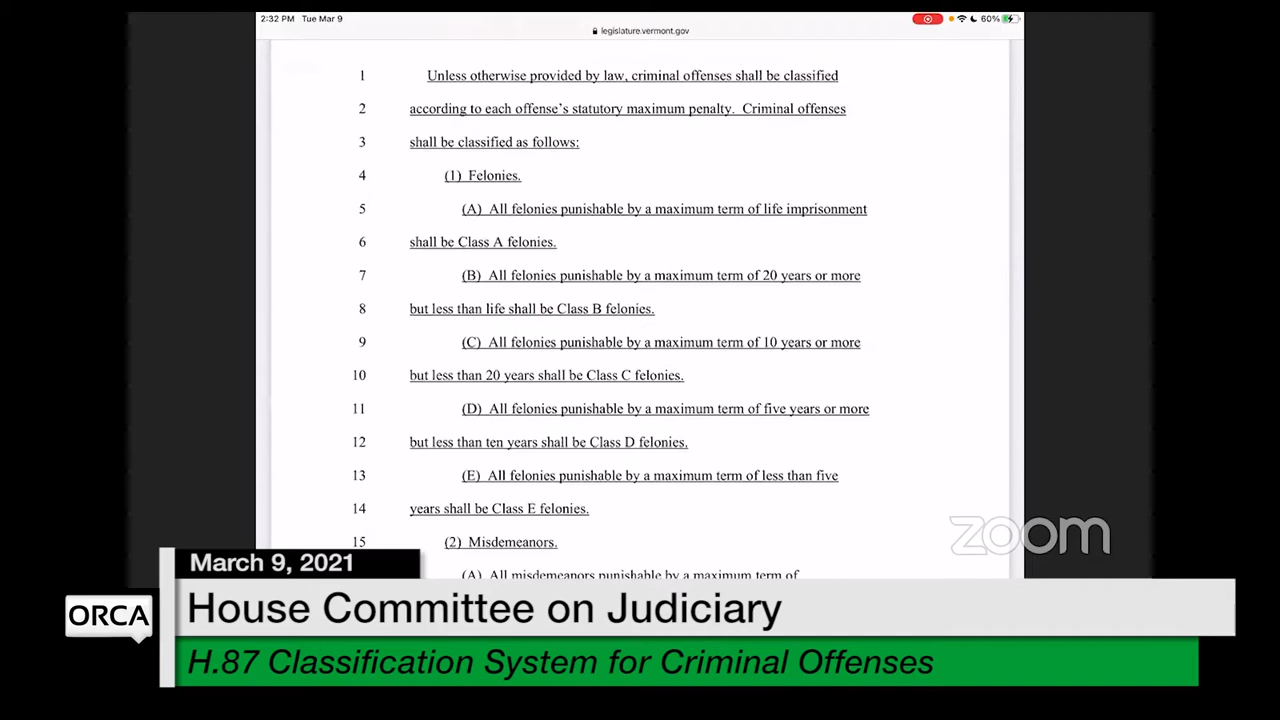 2:32 PM Tue Mar 9
60%
legislature.vermont.gov
1 Unless otherwise provided by law, criminal offenses shall be classified
2 according to each offense's statutory maximum penalty. Criminal offenses
3 shall be classified as follows:
4 (1) Felonies.
5 (A) All felonies punishable by a maximum term of life imprisonment
6 shall be Class A felonies.
7 (B) All felonies punishable by a maximum term of 20 years or more
8 but less than life shall be Class B felonies.
9 (C) All felonies punishable by a maximum term of 10 years or more
10 but less than 20 years shall be Class C felonies.
11 (D) All felonies punishable by a maximum term of five years or more
12 but less than ten years shall be Class D felonies.
13 (E) All felonies punishable by a maximum term of less than five
14 years shall be Class E felonies.
15 (2) Misdemeanors.
(A) All misdemeanors punishable by a maximum term of
zoom
March 9, 2021
ORCA
House Committee on Judiciary
H.87 Classification System for Criminal Offenses